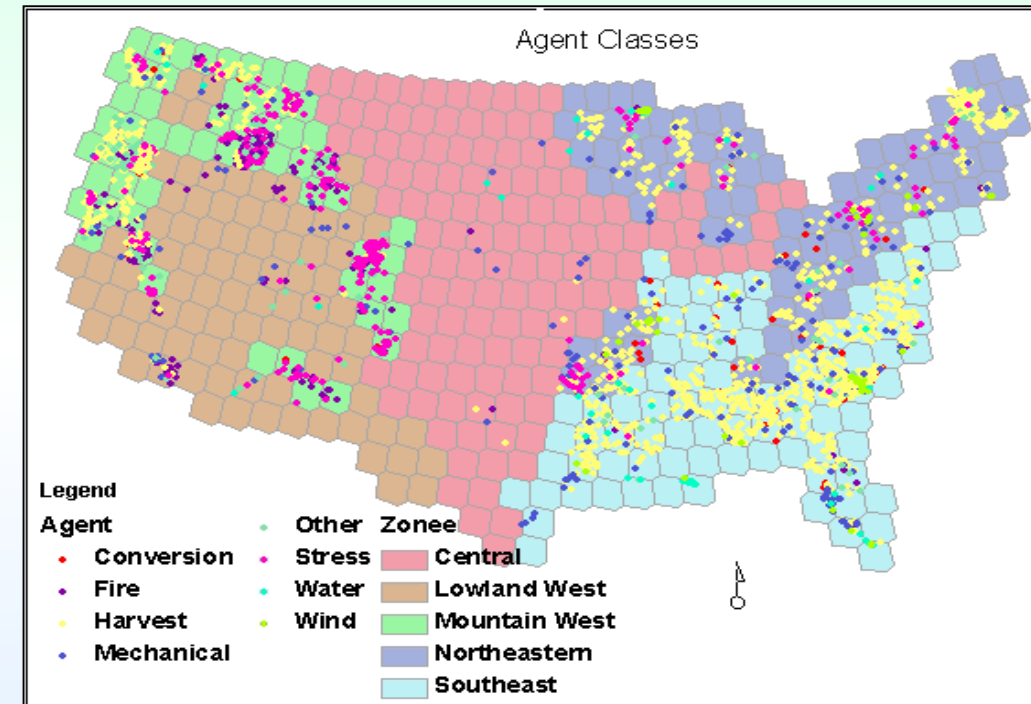 Agent Classes
Legend
Agent
Conversion
Fire
Harvest
Mechanical
Other
Stress
Water
Wind
Zoneer
Central
Lowland West
Mountain West
Northeastern
Southeast